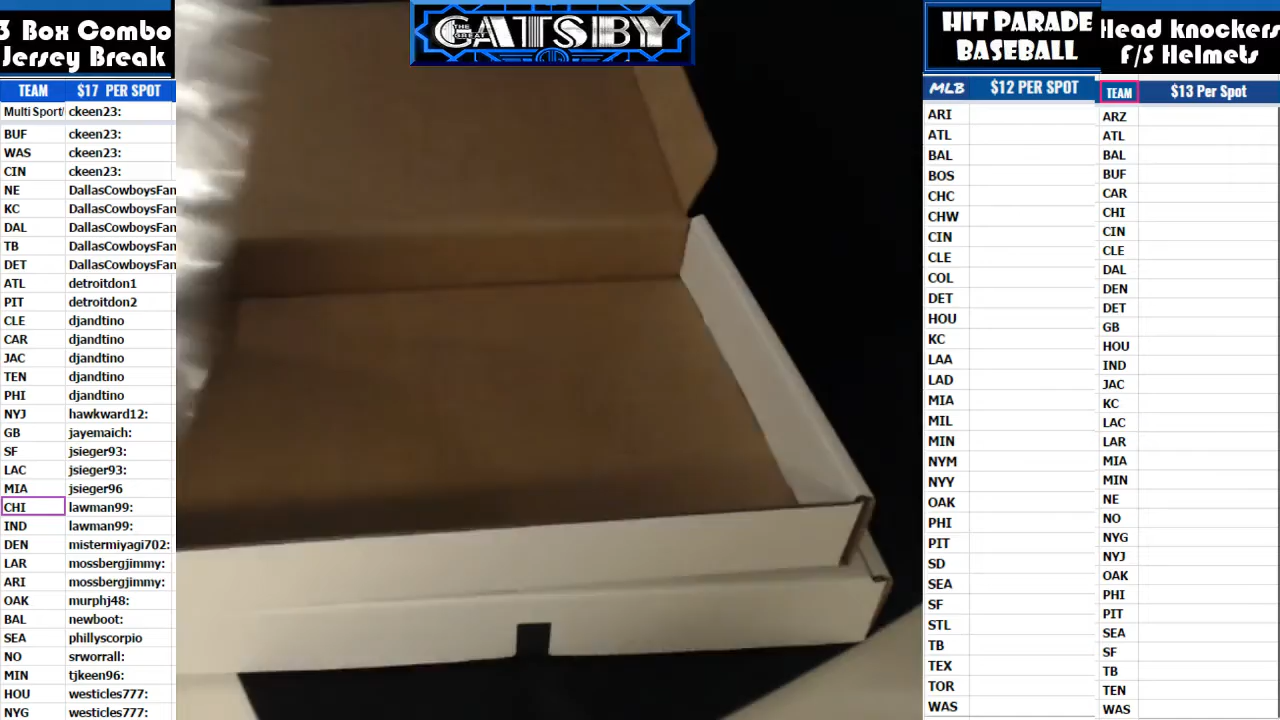 3 Box Combo
Jersey Break
TEAM $17 PER SPOT
Multi Sport/ ckeen23:
BUF ckeen23:
WAS ckeen23:
CIN ckeen23:
NE DallasCowboysFan
KC DallasCowboysFan
DAL DallasCowboysFan
TB DallasCowboysFan
DET DallasCowboysFan
ATL detroitdon1
PIT detroitdon2
CLE djandtino
CAR djandtino
JAC djandtino
TEN djandtino
PHI djandtino
NYJ hawkward12:
GB jayemaich:
SF jsieger93:
LAC jsieger93:
MIA jsieger96
CHI lawman99:
IND lawman99:
DEN mistermiyagi702:
LAR mossbergjimmy:
ARI mossbergjimmy:
OAK murphj48:
BAL newboot:
SEA phillyscorpio
NO srworrall:
MIN tjkeen96:
HOU westicles777:
NYG westicles777:
THE GREAT GATSBY
HIT PARADE
BASEBALL
MLB $12 PER SPOT
ARI
ATL
BAL
BOS
CHC
CHW
CIN
CLE
COL
DET
HOU
KC
LAA
LAD
MIA
MIL
MIN
NYM
NYY
OAK
PHI
PIT
SD
SEA
SF
STL
TB
TEX
TOR
WAS
Head knockers
F/S Helmets
TEAM $13 Per Spot
ARZ
ATL
BAL
BUF
CAR
CHI
CIN
CLE
DAL
DEN
DET
GB
HOU
IND
JAC
KC
LAC
LAR
MIA
MIN
NE
NO
NYG
NYJ
OAK
PHI
PIT
SEA
SF
TB
TEN
WAS